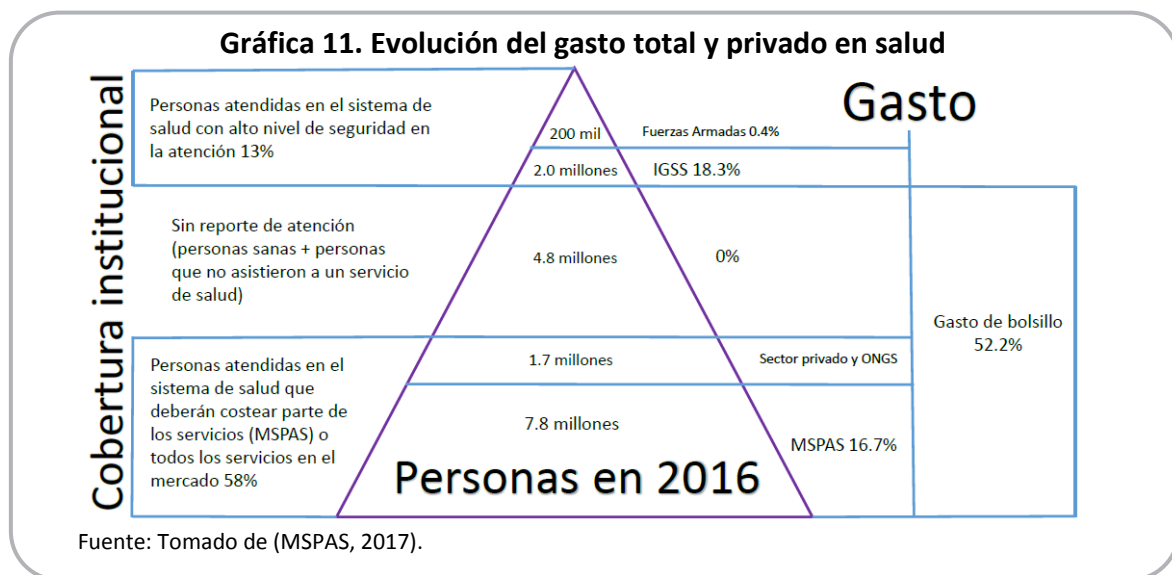 Gráfica 11. Evolución del gasto total y privado en salud
Cobertura institucional
Gasto
Personas atendidas en el sistema de
salud con alto nivel de seguridad en
la atención 13%
200 mil
Fuerzas Armadas 0.4%
2.0 millones
IGSS 18.3%
Sin reporte de atención
(personas sanas + personas
que no asistieron a un servicio
de salud)
4.8 millones
0%
Gasto de bolsillo
52.2%
Personas atendidas en el
sistema de salud que
deberán costear parte de
los servicios (MSPAS) o
todos los servicios en el
mercado 58%
1.7 millones
Sector privado y ONGS
7.8 millones
MSPAS 16.7%
Personas en 2016
Fuente: Tomado de (MSPAS, 2017).